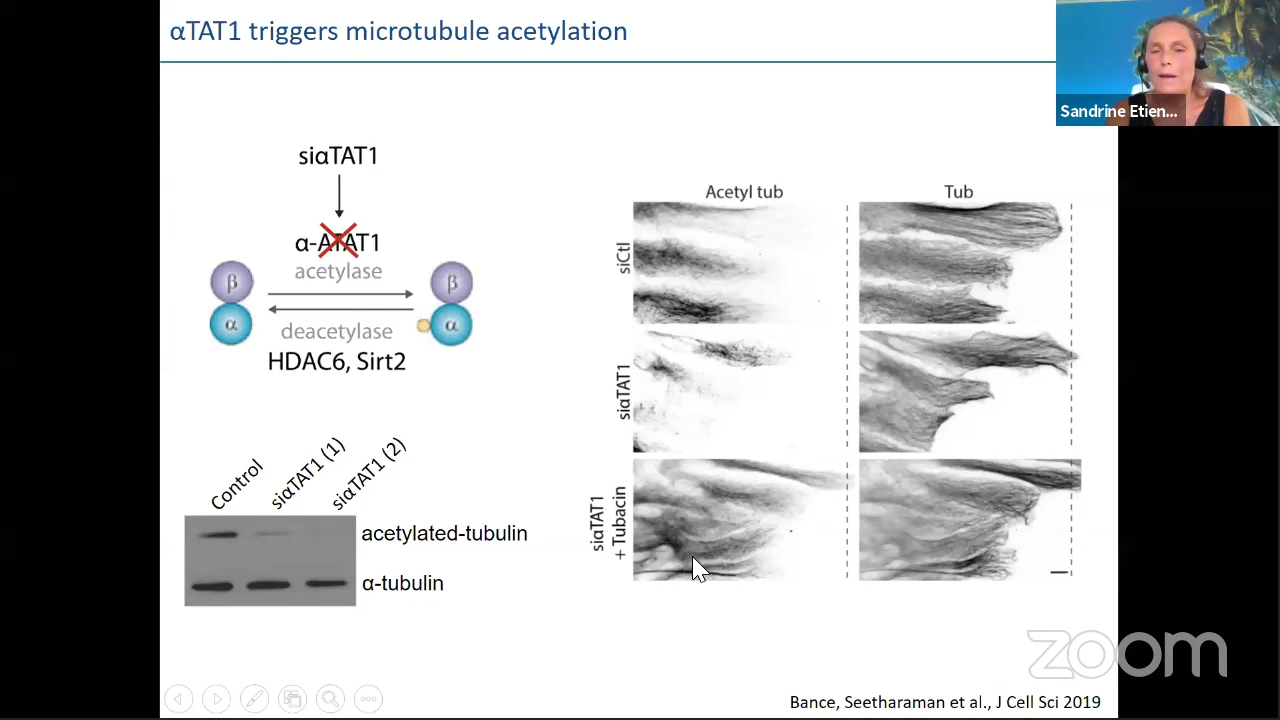 αTAT1 triggers microtubule acetylation
Sandrine Etien...
siαTAT1
α-ATAT1
acetylase
β
α
β
α
deacetylase
HDAC6, Sirt2
Control
siαTAT1 (1)
siαTAT1 (2)
acetylated-tubulin
α-tubulin
Acetyl tub
Tub
siCtl
siαTAT1
siαTAT1
+ Tubacin
zoom
Bance, Seetharaman et al., J Cell Sci 2019